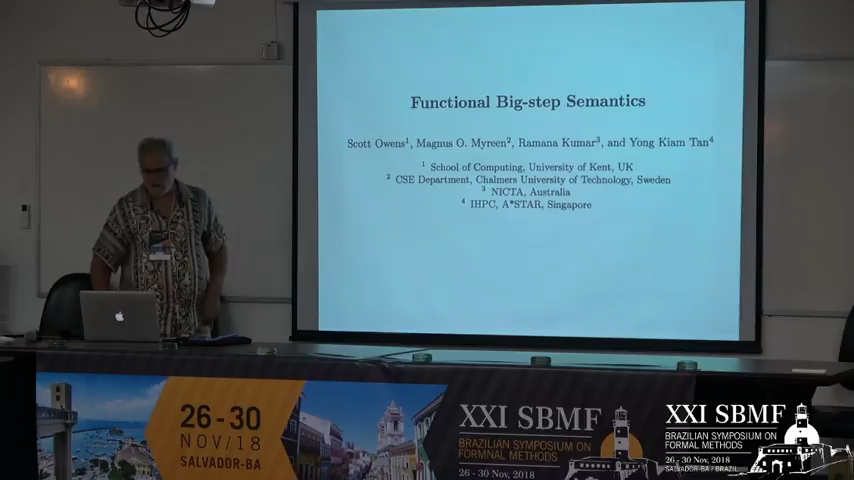 Functional Big-step Semantics
Scott Owens¹, Magnus O. Myreen², Ramana Kumar³, and Yong Kiam Tan⁴
¹ School of Computing, University of Kent, UK
² CSE Department, Chalmers University of Technology, Sweden
³ NICTA, Australia
⁴ IHPC, A*STAR, Singapore
26-30
NOV/18
SALVADOR-BA
XXI SBMF
BRAZILIAN SYMPOSIUM ON
FORMNAL METHODS
26 - 30 Nov, 2018
XXI SBMF
BRAZILIAN SYMPOSIUM ON
FORMAL METHODS
26 - 30 Nov, 2018
SALVADOR-BA / BRAZIL